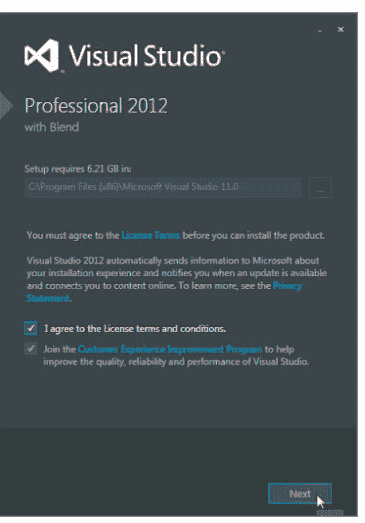 Visual Studio
Professional 2012
with Blend
Setup requires 6.21 GB in:
C:\Program Files (x86)\Microsoft Visual Studio 11.0
...
You must agree to the License Terms before you can install the product.
Visual Studio 2012 automatically sends information to Microsoft about
your installation experience and notifies you when an update is available
and connects you to content online. To learn more, see the Privacy
Statement.
I agree to the License terms and conditions.
Join the Customer Experience Improvement Program to help
improve the quality, reliability and performance of Visual Studio.
Next